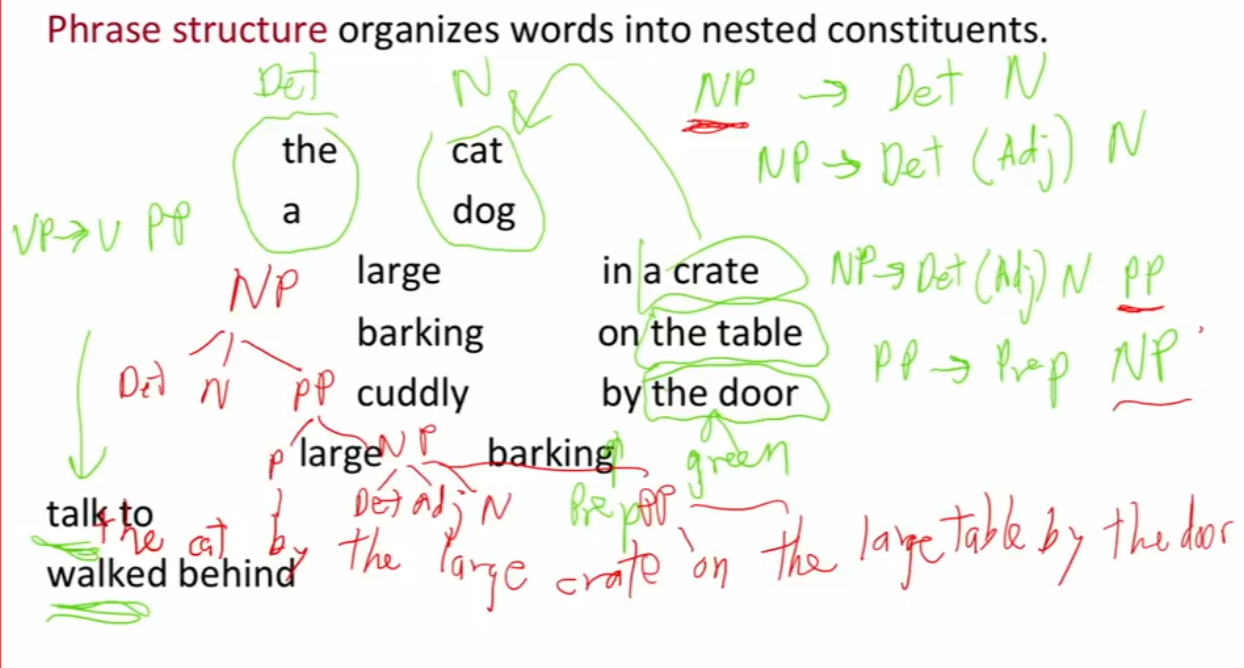 Phrase structure organizes words into nested constituents.
Det N NP → Det N
the cat NP → Det (Adj) N
a dog
VP → V PP
large in a crate NP → Det (Adj) N PP
NP
barking on the table PP → Prep NP
Det N PP cuddly by the door
P large NP barking green
Det Adj N Prep PP
talk to
the cat by the large crate on the large table by the door
walked behind